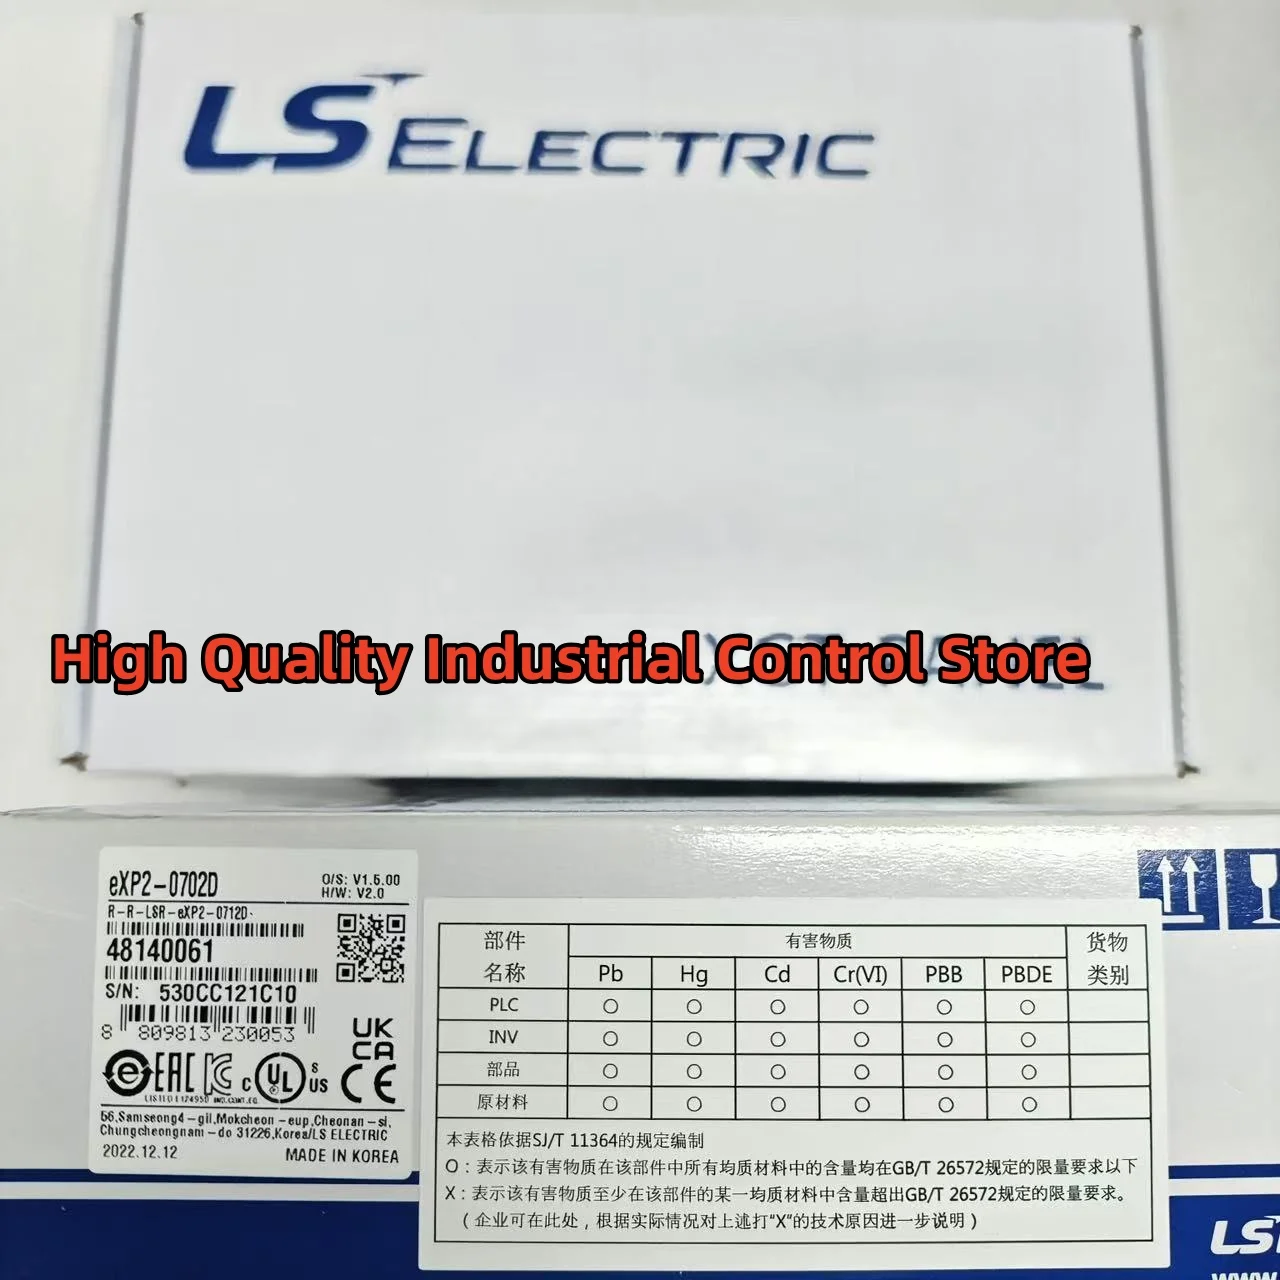 LS ELECTRIC
High Quality Industrial Control Store
XGT PANEL
eXP2-0702D
O/S: V1.5.00
H/W: V2.0
R-R-LSR-eXP2-0712D
48140061
S/N: 530CC121C10
8 809813 230053
UK
CA
EAC
c UL us
CE
LISTED E124950 IND.CONT.EQ.
56,Samseong4-gil,Mokcheon-eup,Cheonan-si,
Chungcheongnam-do 31226,Korea/LS ELECTRIC
2022.12.12 MADE IN KOREA
部件 有害物质 货物
名称 Pb Hg Cd Cr(VI) PBB PBDE 类别
PLC ○ ○ ○ ○ ○ ○
INV ○ ○ ○ ○ ○ ○
部品 ○ ○ ○ ○ ○ ○
原材料 ○ ○ ○ ○ ○ ○
本表格依据SJ/T 11364的规定编制
O：表示该有害物质在该部件中所有均质材料中的含量均在GB/T 26572规定的限量要求以下
X：表示该有害物质至少在该部件的某一均质材料中含量超出GB/T 26572规定的限量要求。
（企业可在此处，根据实际情况对上述打“X”的技术原因进一步说明）
LS